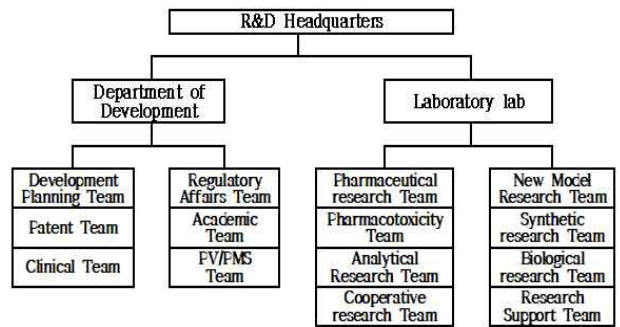 R&D Headquarters
Department of
Development
Laboratory lab
Development
Planning Team
Patent Team
Clinical Team
Regulatory
Affairs Team
Academic
Team
PV/PMS
Team
Pharmaceutical
research Team
Pharmacotoxicity
Team
Analytical
Research Team
Cooperative
research Team
New Model
Research Team
Synthetic
research Team
Biological
research Team
Research
Support Team